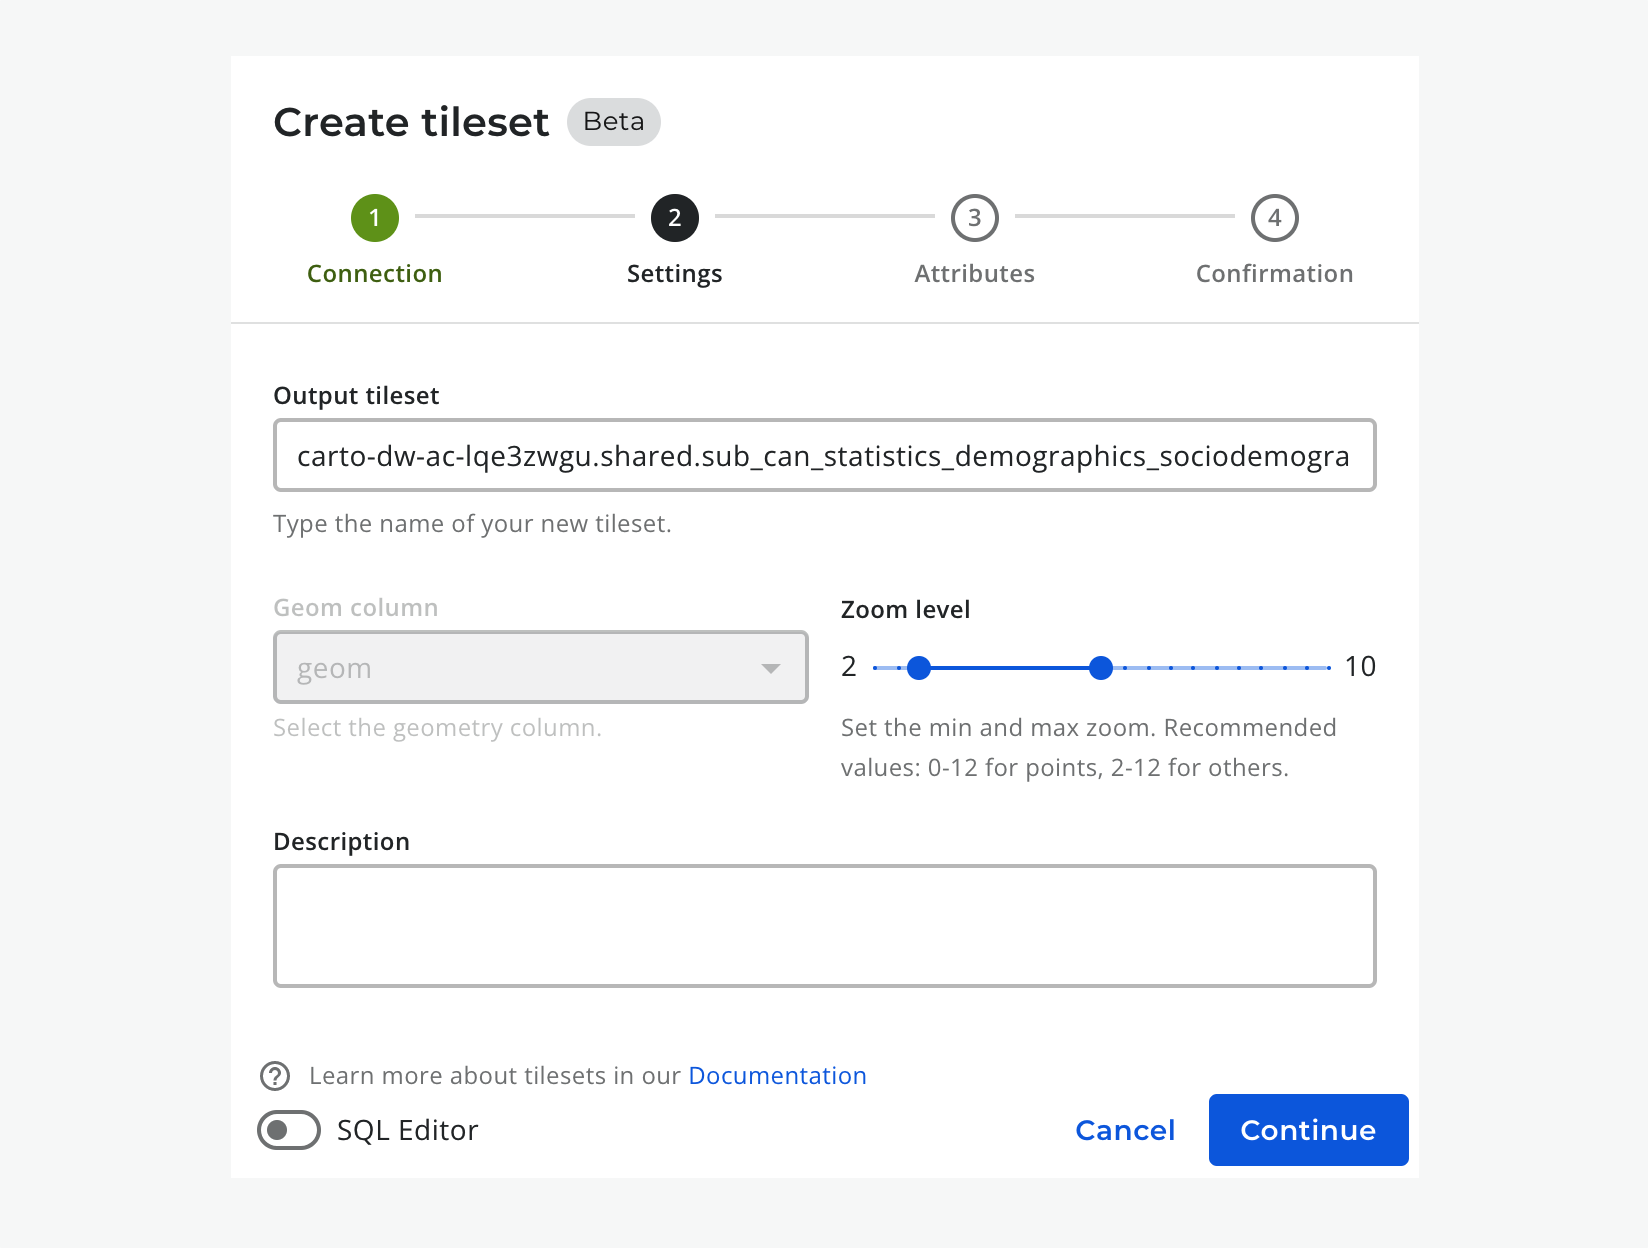 Create tileset Beta
1 2 3 4
Connection Settings Attributes Confirmation
Output tileset
carto-dw-ac-lqe3zwgu.shared.sub_can_statistics_demographics_sociodemogra
Type the name of your new tileset.
Geom column
geom
Select the geometry column.
Zoom level
2 10
Set the min and max zoom. Recommended
values: 0-12 for points, 2-12 for others.
Description
Learn more about tilesets in our Documentation
SQL Editor
Cancel Continue